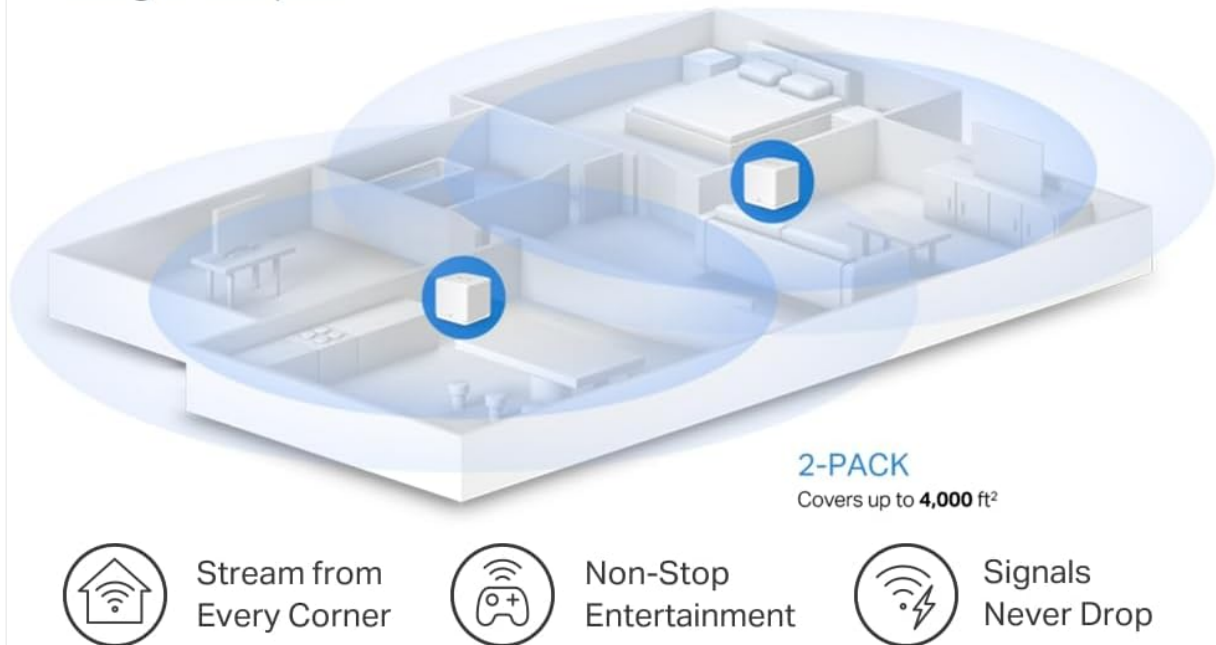 2-PACK
Covers up to 4,000 ft²
Stream from
Every Corner
Non-Stop
Entertainment
Signals
Never Drop